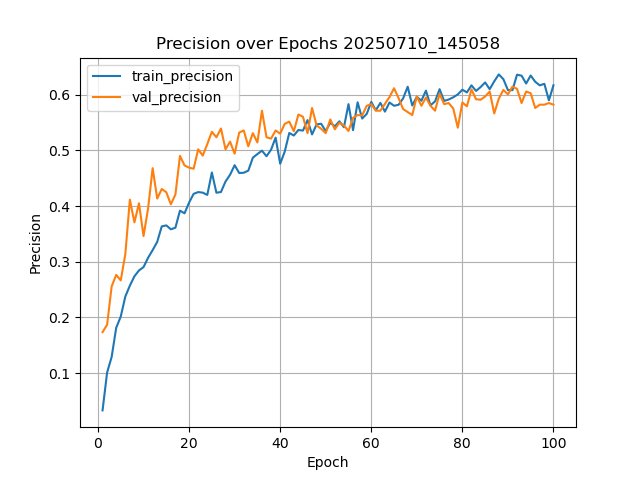 Precision over Epochs 20250710_145058
train_precision
val_precision
0.6
0.5
0.4
0.3
0.2
0.1
Precision
0 20 40 60 80 100
Epoch